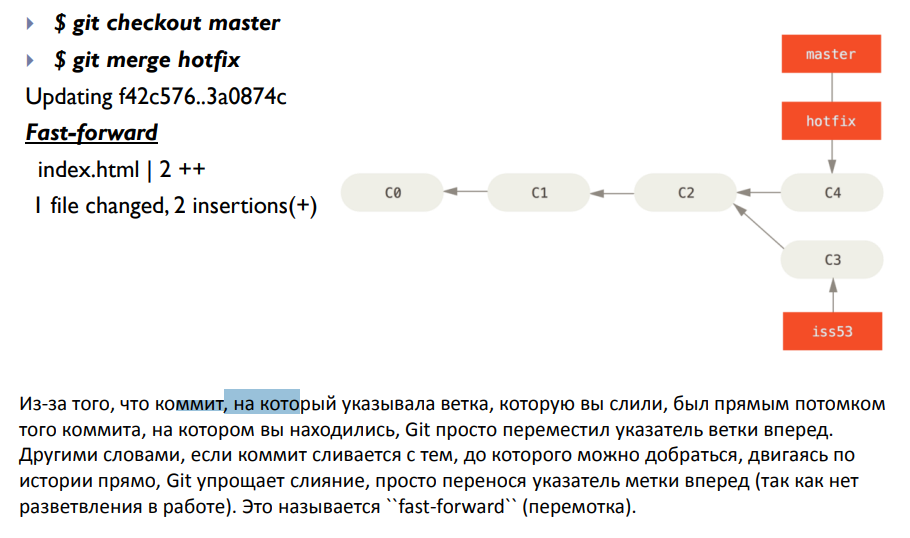 $ git checkout master
$ git merge hotfix
Updating f42c576..3a0874c
Fast-forward
index.html | 2 ++
1 file changed, 2 insertions(+)
master
hotfix
C0
C1
C2
C4
C3
iss53
Из-за того, что коммит, на который указывала ветка, которую вы слили, был прямым потомком
того коммита, на котором вы находились, Git просто переместил указатель ветки вперед.
Другими словами, если коммит сливается с тем, до которого можно добраться, двигаясь по
истории прямо, Git упрощает слияние, просто перенося указатель метки вперед (так как нет
разветвления в работе). Это называется ``fast-forward`` (перемотка).